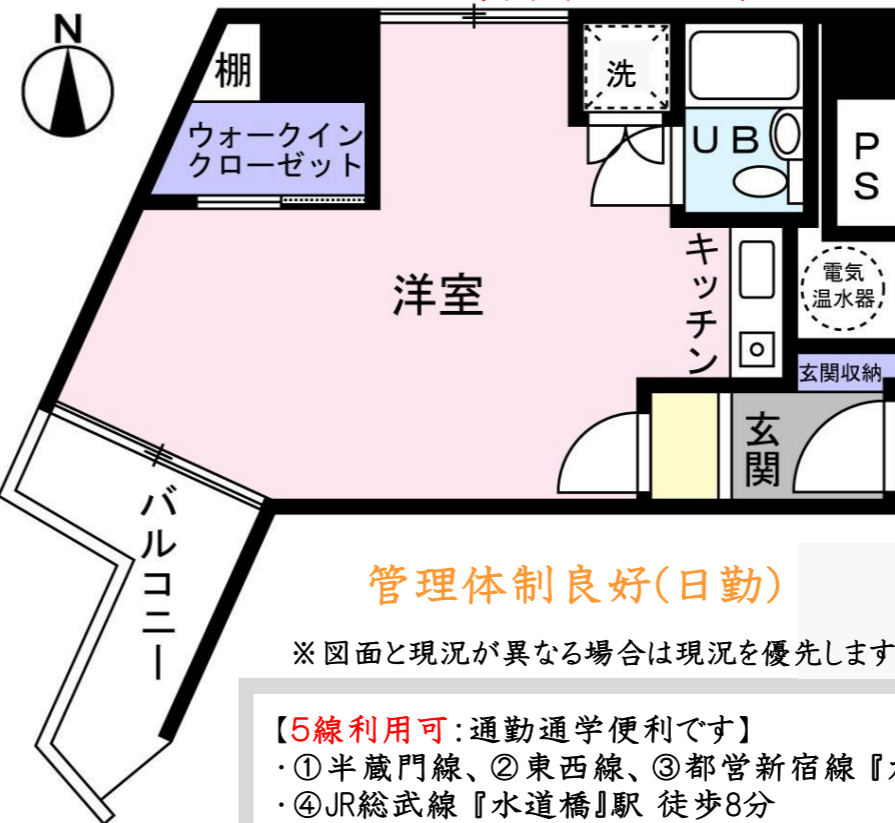 N
棚
ウォークイン
クローゼット
洗
UB
PS
洋室
キッチン
電気
温水器
玄関収納
玄関
バルコニー
管理体制良好(日勤)
※図面と現況が異なる場合は現況を優先します
【5線利用可:通勤通学便利です】
・①半蔵門線、②東西線、③都営新宿線『
・④JR総武線『水道橋』駅 徒歩8分